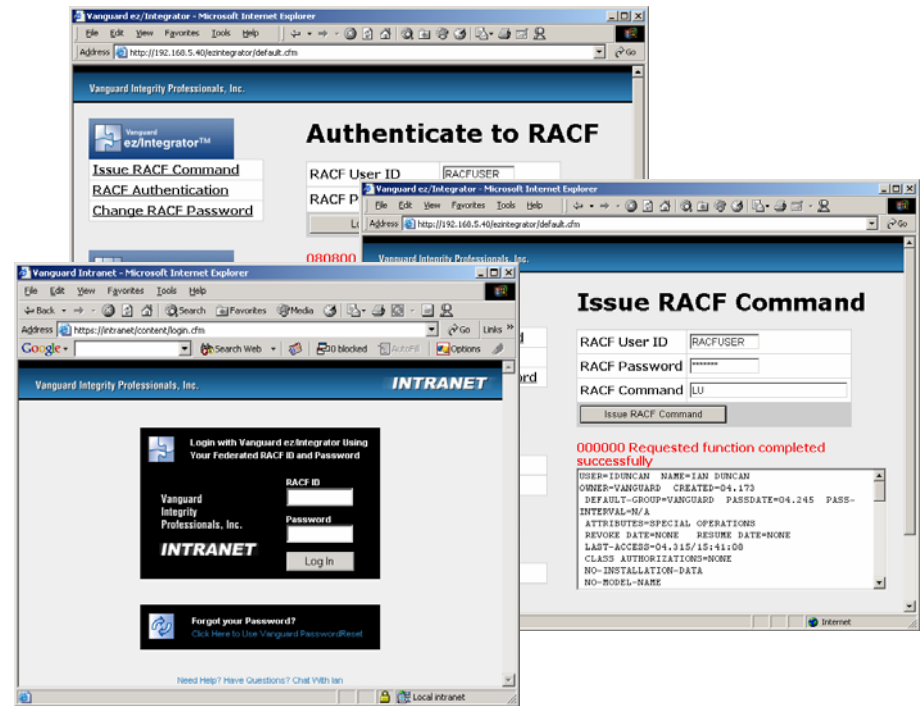 Vanguard ez/Integrator - Microsoft Internet Explorer
File Edit View Favorites Tools Help
Address http://192.168.5.40/ezintegrator/default.cfm Go
Vanguard Integrity Professionals, Inc.
Vanguard
ez/Integrator™
Issue RACF Command
RACF Authentication
Change RACF Password
Authenticate to RACF
RACF User ID RACFUSER
RACF P
080800
Vanguard ez/Integrator - Microsoft Internet Explorer
File Edit View Favorites Tools Help
Address http://192.168.5.40/ezintegrator/default.cfm Go
Vanguard Integrity Professionals, Inc.
Issue RACF Command
RACF User ID RACFUSER
RACF Password *******
RACF Command LU
Issue RACF Command
000000 Requested function completed
successfully
USER=IDUNCAN NAME=IAN DUNCAN
OWNER=VANGUARD CREATED=04.173
DEFAULT-GROUP=VANGUARD PASSDATE=04.245 PASS-
INTERVAL=N/A
ATTRIBUTES=SPECIAL OPERATIONS
REVOKE DATE=NONE RESUME DATE=NONE
LAST-ACCESS=04.315/15:41:08
CLASS AUTHORIZATIONS=NONE
NO-INSTALLATION-DATA
NO-MODEL-NAME
Internet
Vanguard Intranet - Microsoft Internet Explorer
File Edit View Favorites Tools Help
Back Search Favorites Media
Address https://intranet/content/login.cfm Go Links »
Google Search Web 30 blocked AutoFill Options
Vanguard Integrity Professionals, Inc. INTRANET
Login with Vanguard ez/Integrator Using
Your Federated RACF ID and Password
RACF ID
Vanguard
Integrity
Professionals, Inc.
INTRANET
Password
Log In
Forgot your Password?
Click Here to Use Vanguard PasswordReset
Need Help? Have Questions? Chat With Ian
Local intranet